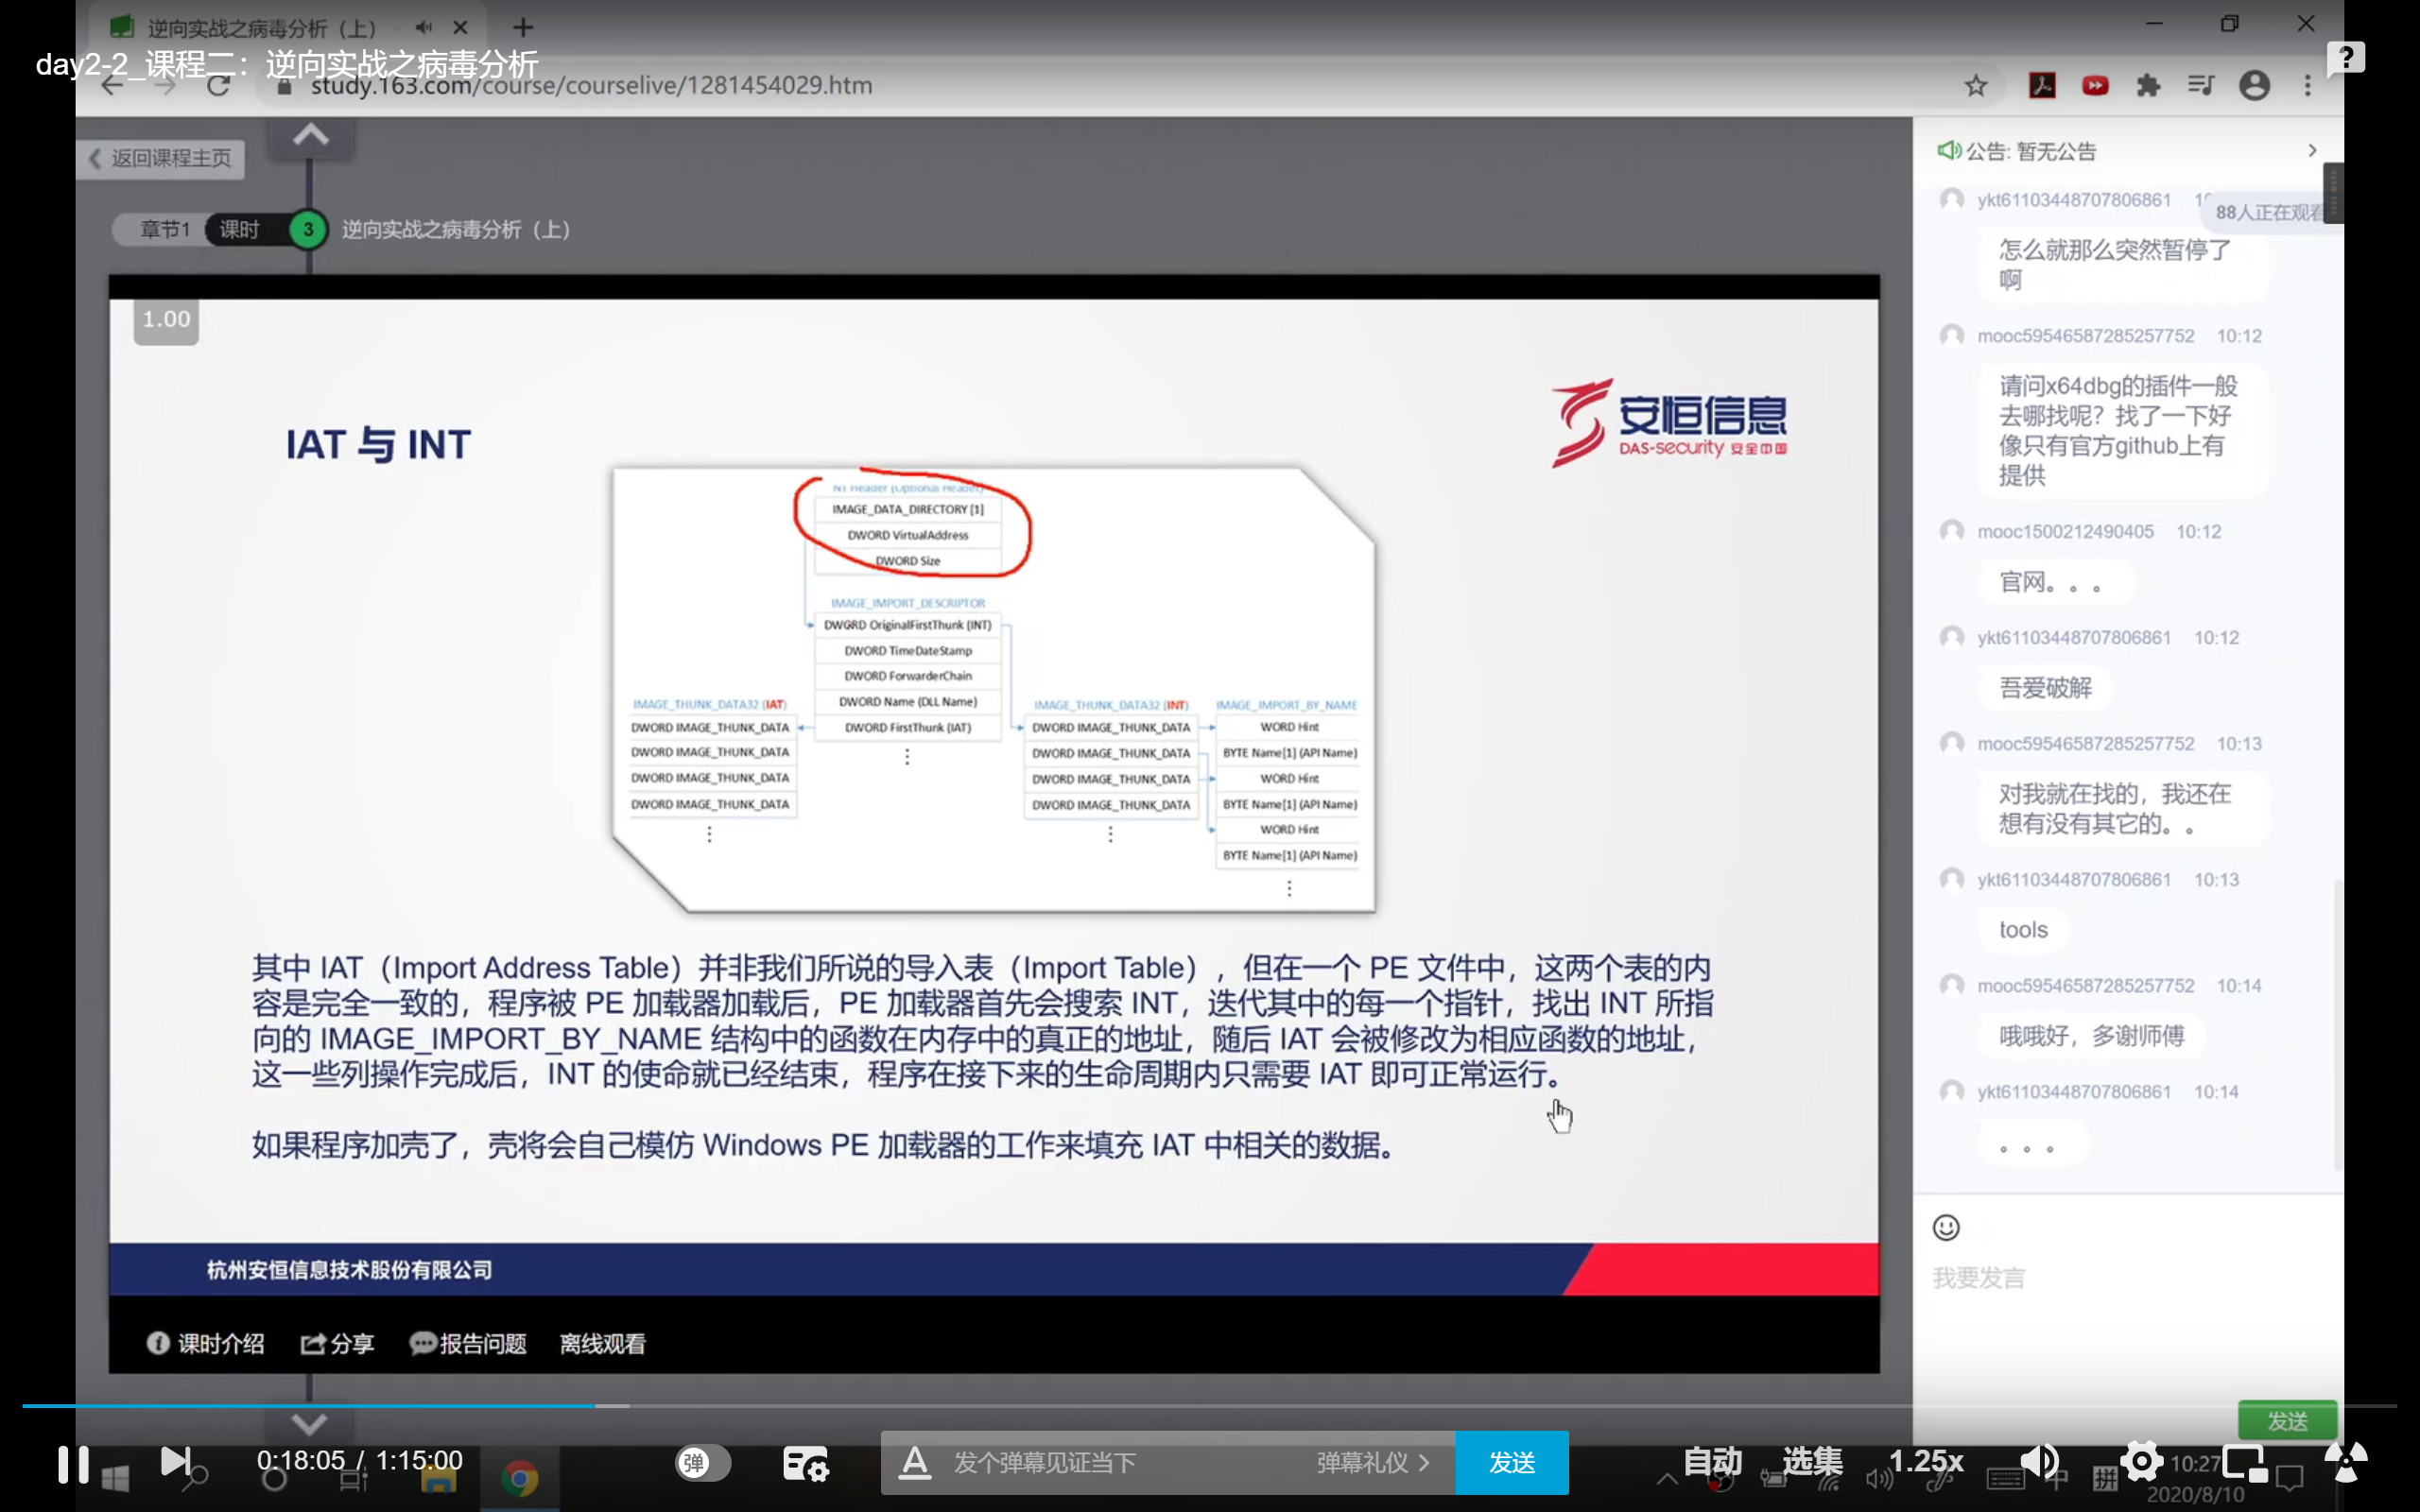 逆向实战之病毒分析（上）
day2-2_课程二：逆向实战之病毒分析
study.163.com/course/courselive/1281454029.htm
返回课程主页
章节1 课时 3 逆向实战之病毒分析（上）
1.00
安恒信息
DAS-security 安全中国
IAT 与 INT
NT Header (Optional Header)
IMAGE_DATA_DIRECTORY [1]
DWORD VirtualAddress
DWORD Size
IMAGE_IMPORT_DESCRIPTOR
DWORD OriginalFirstThunk (INT)
DWORD TimeDateStamp
DWORD ForwarderChain
DWORD Name (DLL Name)
DWORD FirstThunk (IAT)
IMAGE_THUNK_DATA32 (IAT)
DWORD IMAGE_THUNK_DATA
DWORD IMAGE_THUNK_DATA
DWORD IMAGE_THUNK_DATA
DWORD IMAGE_THUNK_DATA
IMAGE_THUNK_DATA32 (INT)
DWORD IMAGE_THUNK_DATA
DWORD IMAGE_THUNK_DATA
DWORD IMAGE_THUNK_DATA
DWORD IMAGE_THUNK_DATA
IMAGE_IMPORT_BY_NAME
WORD Hint
BYTE Name[1] (API Name)
WORD Hint
BYTE Name[1] (API Name)
WORD Hint
BYTE Name[1] (API Name)
其中 IAT（Import Address Table）并非我们所说的导入表（Import Table），但在一个 PE 文件中，这两个表的内
容是完全一致的，程序被 PE 加载器加载后，PE 加载器首先会搜索 INT，迭代其中的每一个指针，找出 INT 所指
向的 IMAGE_IMPORT_BY_NAME 结构中的函数在内存中的真正的地址，随后 IAT 会被修改为相应函数的地址，
这一些列操作完成后，INT 的使命就已经结束，程序在接下来的生命周期内只需要 IAT 即可正常运行。
如果程序加壳了，壳将会自己模仿 Windows PE 加载器的工作来填充 IAT 中相关的数据。
杭州安恒信息技术股份有限公司
课时介绍 分享 报告问题 离线观看
公告: 暂无公告
ykt61103448707806861
88人正在观看
怎么就那么突然暂停了
啊
mooc59546587285257752 10:12
请问x64dbg的插件一般
去哪找呢？找了一下好
像只有官方github上有
提供
mooc1500212490405 10:12
官网。。。
ykt61103448707806861 10:12
吾爱破解
mooc59546587285257752 10:13
对我就在找的，我还在
想有没有其它的。。
ykt61103448707806861 10:13
tools
mooc59546587285257752 10:14
哦哦好，多谢师傅
ykt61103448707806861 10:14
。。。
我要发言
发送
0:18:05 / 1:15:00
弹
发个弹幕见证当下 弹幕礼仪 >
发送
自动 选集 1.25x
中 拼 10:27
2020/8/10